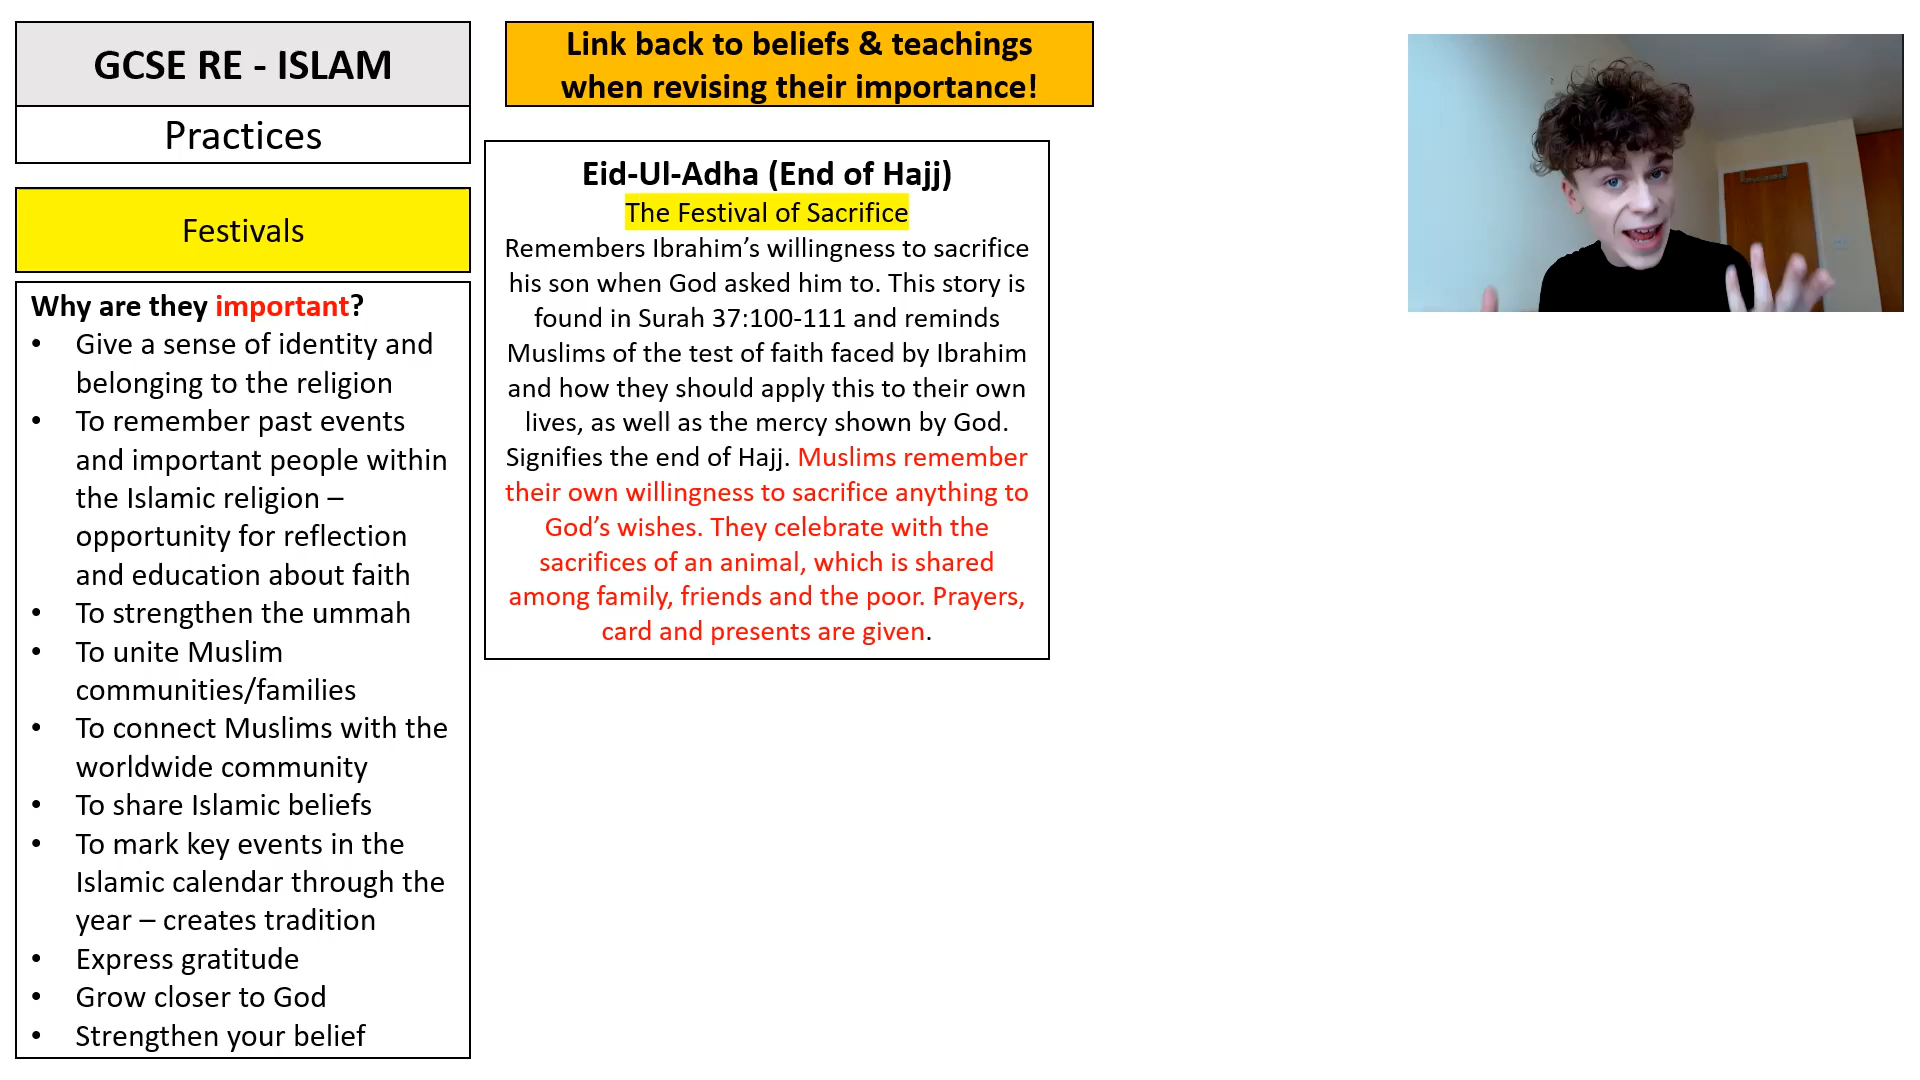 GCSE RE - ISLAM
Practices
Festivals
Why are they important?
• Give a sense of identity and
belonging to the religion
• To remember past events
and important people within
the Islamic religion –
opportunity for reflection
and education about faith
• To strengthen the ummah
• To unite Muslim
communities/families
• To connect Muslims with the
worldwide community
• To share Islamic beliefs
• To mark key events in the
Islamic calendar through the
year – creates tradition
• Express gratitude
• Grow closer to God
• Strengthen your belief
Link back to beliefs & teachings
when revising their importance!
Eid-Ul-Adha (End of Hajj)
The Festival of Sacrifice
Remembers Ibrahim’s willingness to sacrifice
his son when God asked him to. This story is
found in Surah 37:100-111 and reminds
Muslims of the test of faith faced by Ibrahim
and how they should apply this to their own
lives, as well as the mercy shown by God.
Signifies the end of Hajj. Muslims remember
their own willingness to sacrifice anything to
God’s wishes. They celebrate with the
sacrifices of an animal, which is shared
among family, friends and the poor. Prayers,
card and presents are given.